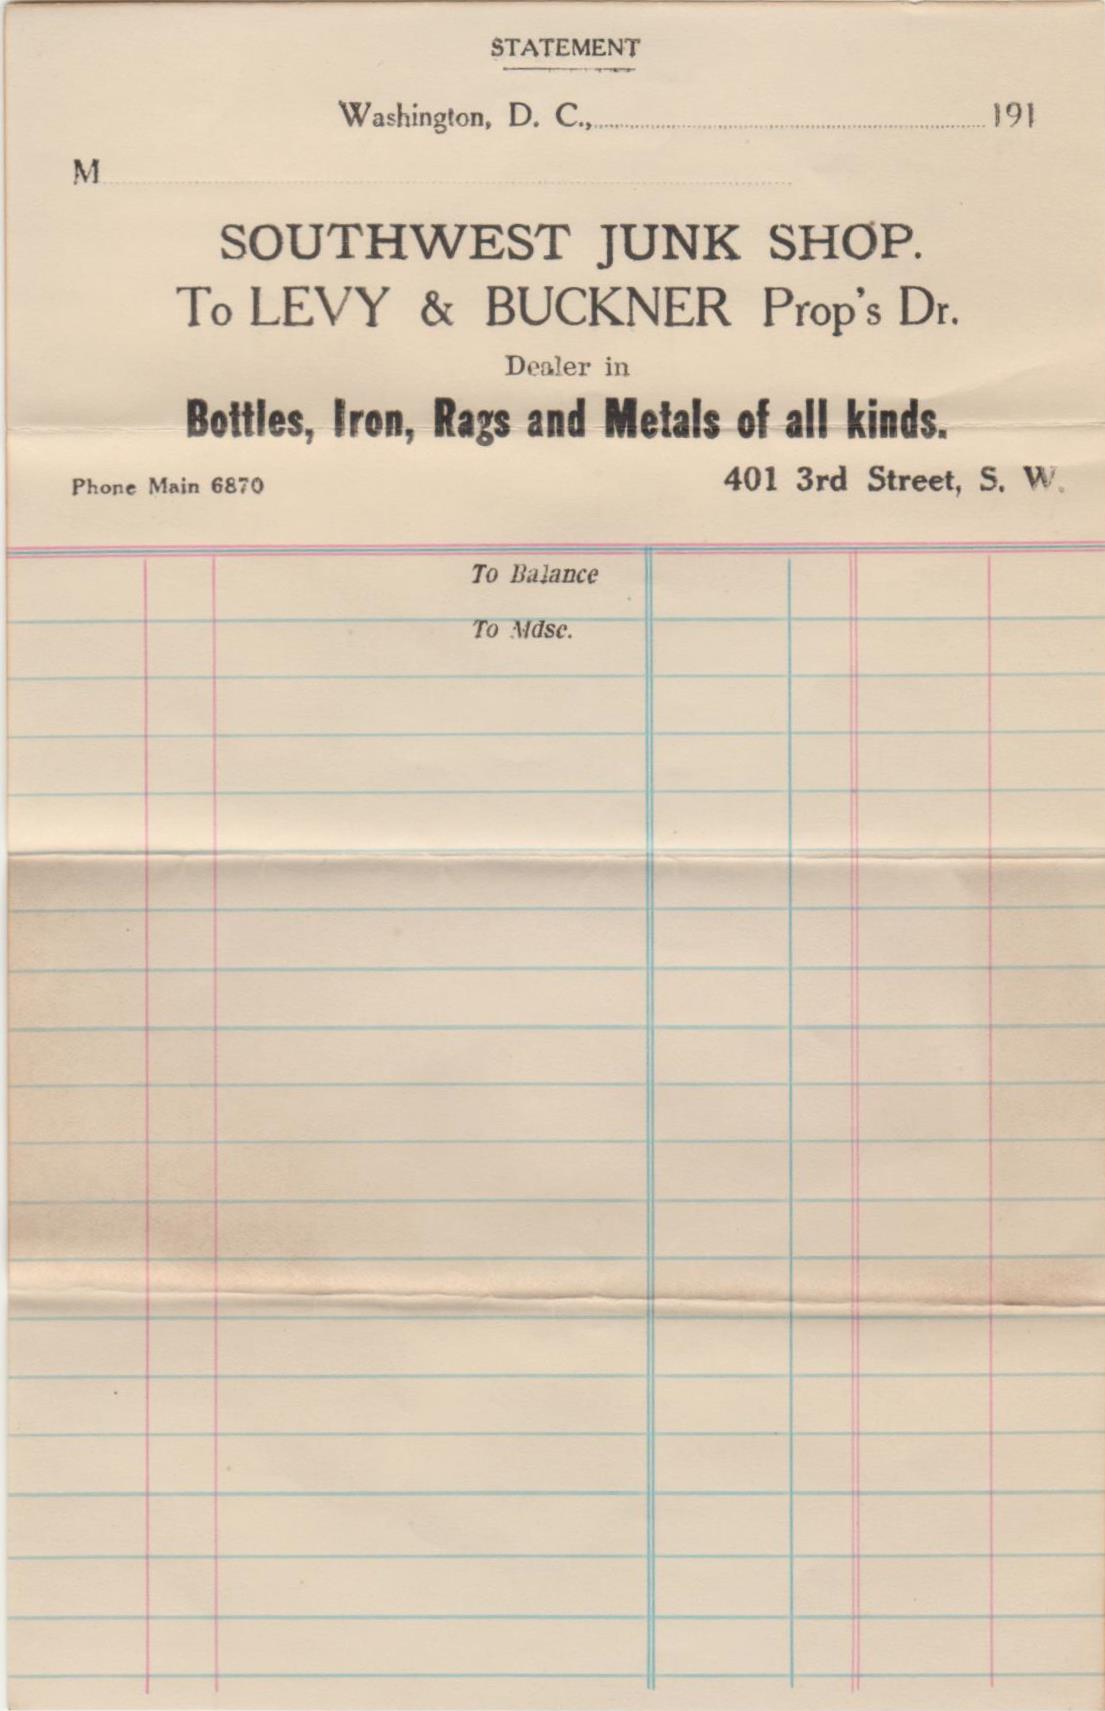 STATEMENT
Washington, D. C.,........................................ 191
M........................................
SOUTHWEST JUNK SHOP.
To LEVY & BUCKNER Prop's Dr.
Dealer in
Bottles, Iron, Rags and Metals of all kinds.
Phone Main 6870 401 3rd Street, S. W.
To Balance
To Mdse.